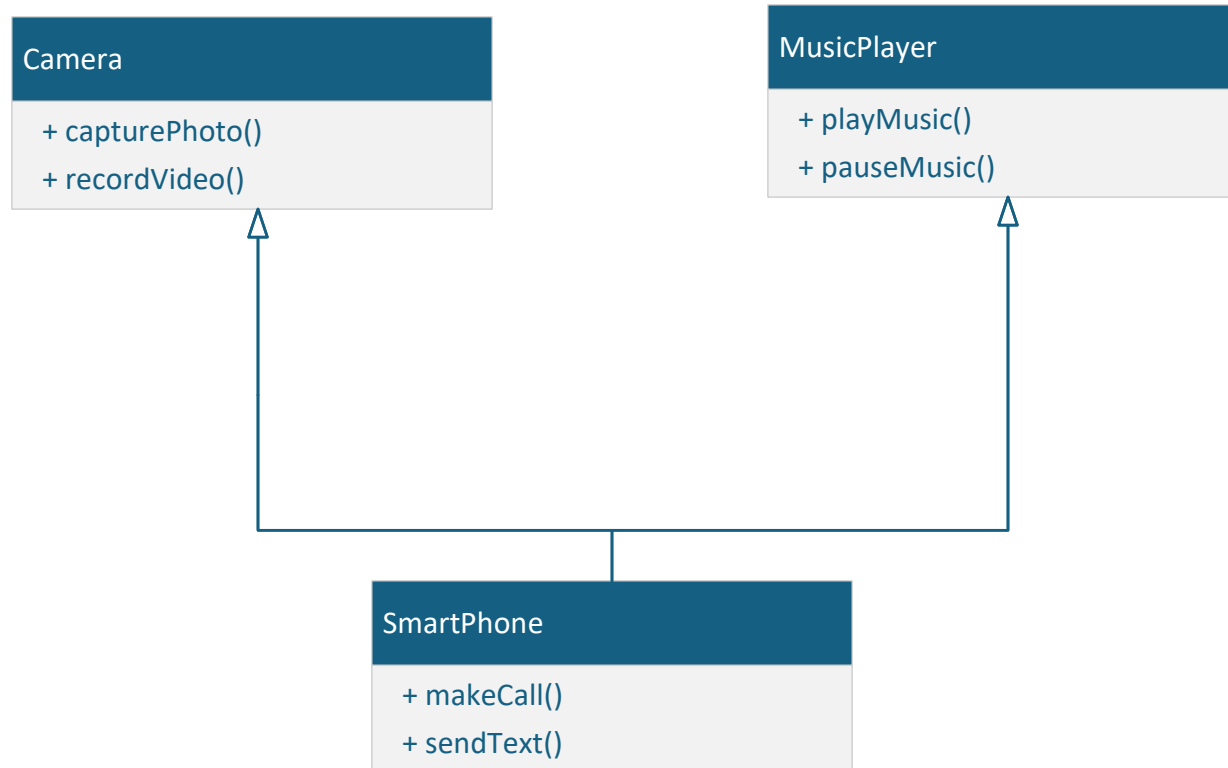 Camera
+ capturePhoto()
+ recordVideo()
MusicPlayer
+ playMusic()
+ pauseMusic()
SmartPhone
+ makeCall()
+ sendText()